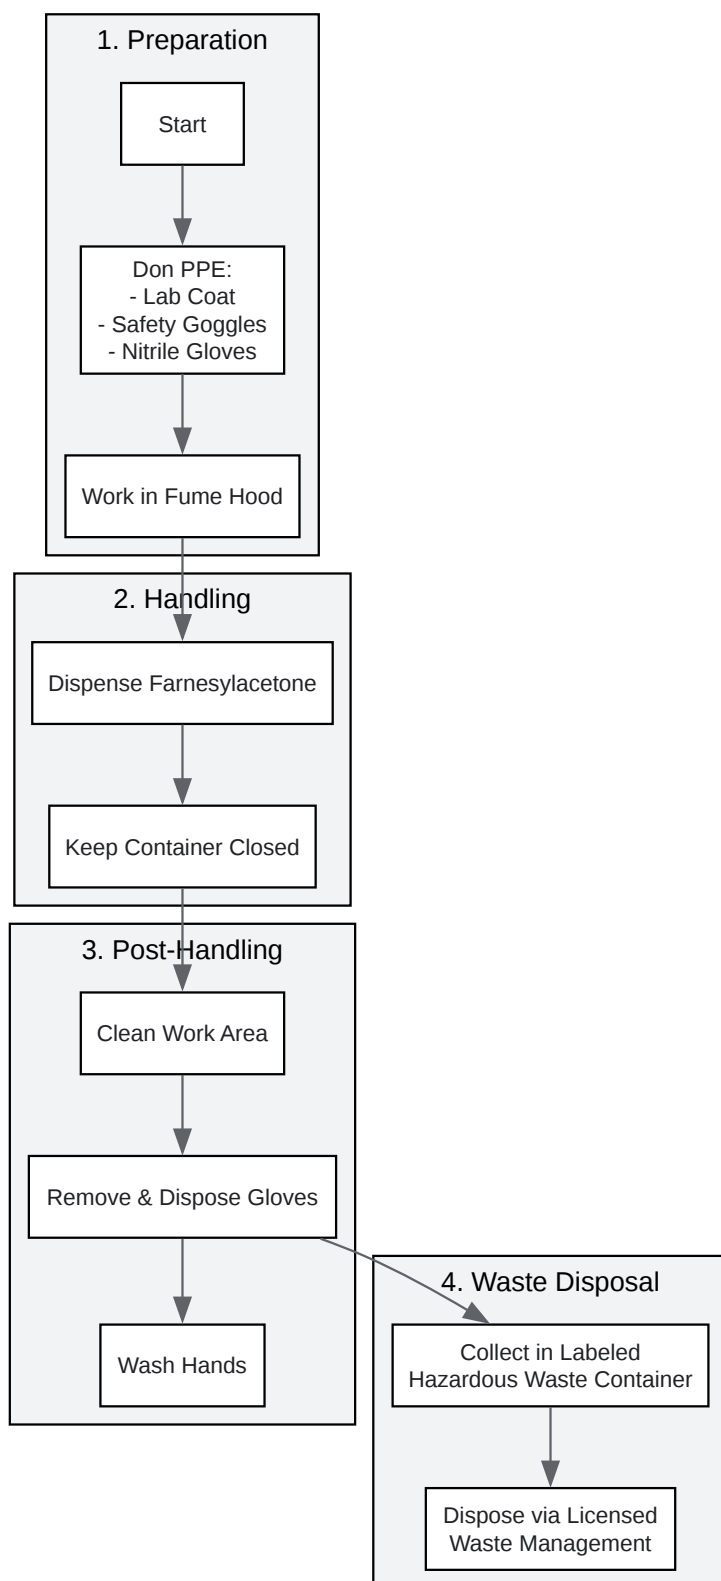 1. Preparation
Start
Don PPE:
- Lab Coat
- Safety Goggles
- Nitrile Gloves
Work in Fume Hood
2. Handling
Dispense Farnesylacetone
Keep Container Closed
3. Post-Handling
Clean Work Area
Remove & Dispose Gloves
Wash Hands
4. Waste Disposal
Collect in Labeled
Hazardous Waste Container
Dispose via Licensed
Waste Management